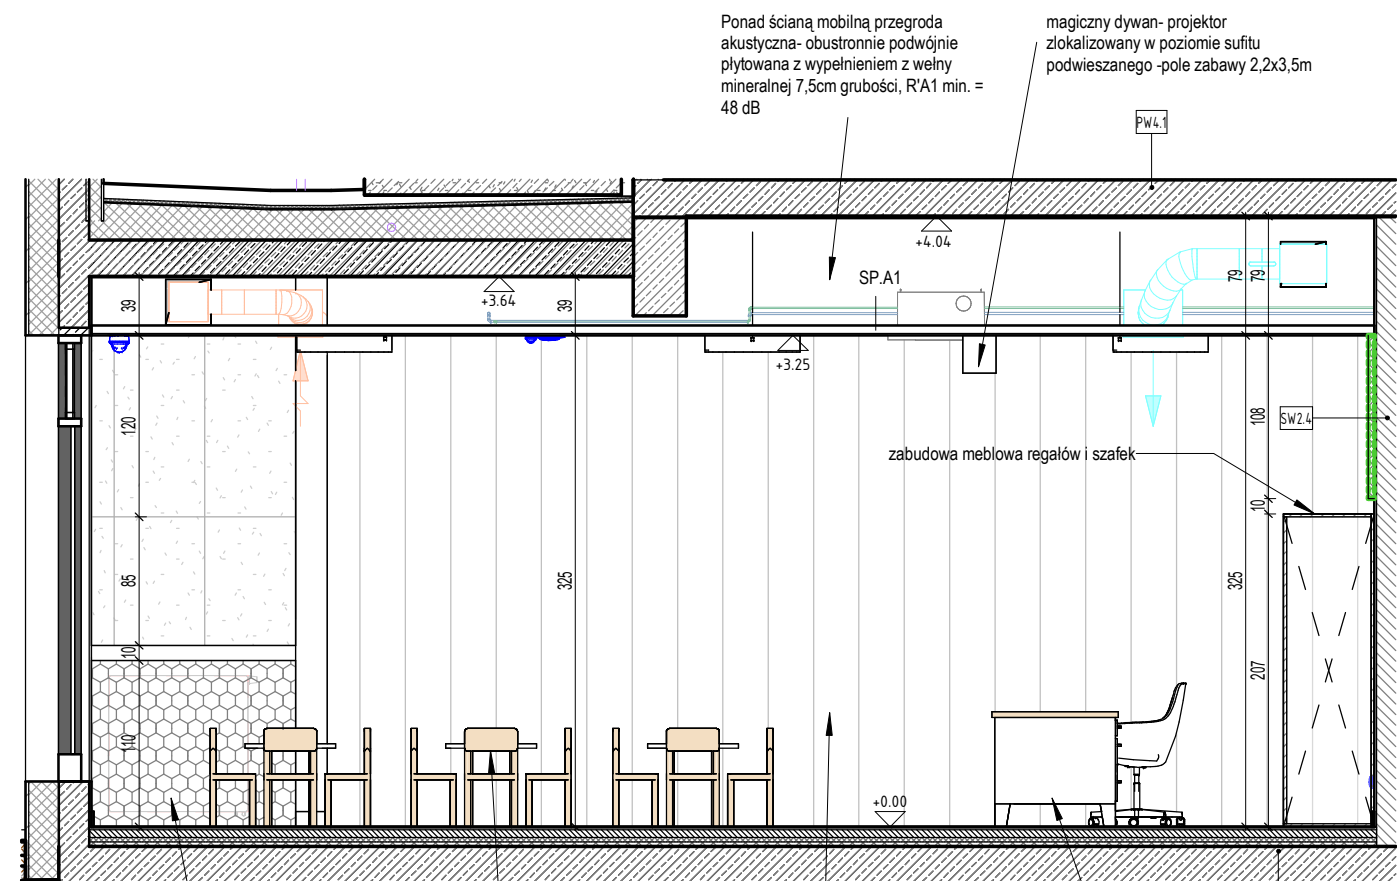 Ponad ścianą mobilną przegroda
akustyczna- obustronnie podwójnie
płytowana z wypełnieniem z wełny
mineralnej 7,5cm grubości, R'A1 min. =
48 dB
magiczny dywan- projektor
zlokalizowany w poziomie sufitu
podwieszanego -pole zabawy 2,2x3,5m
PW4.1
+4.04
SP.A1
79
79
39
+3.64
39
+3.25
120
108
SW2.4
zabudowa meblowa regałów i szafek
10
85
325
325
10
207
110
+0.00